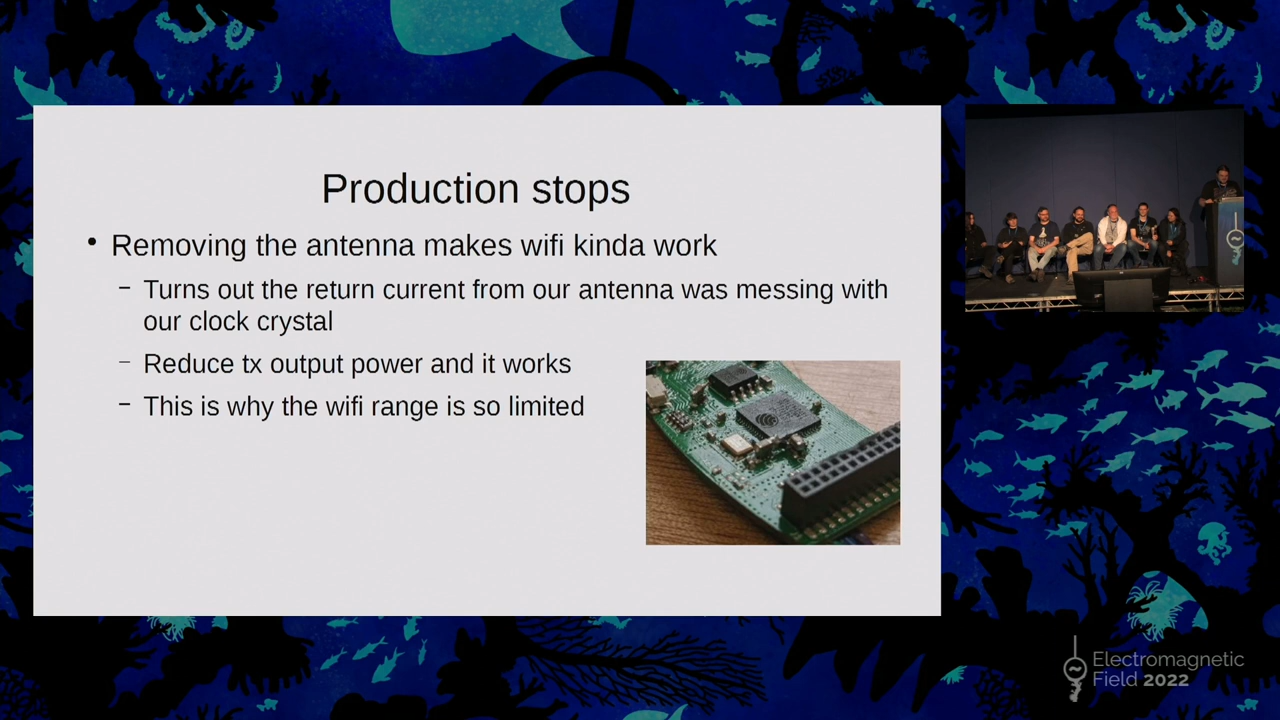 Production stops
Removing the antenna makes wifi kinda work
Turns out the return current from our antenna was messing with
our clock crystal
Reduce tx output power and it works
This is why the wifi range is so limited
Electromagnetic
Field 2022